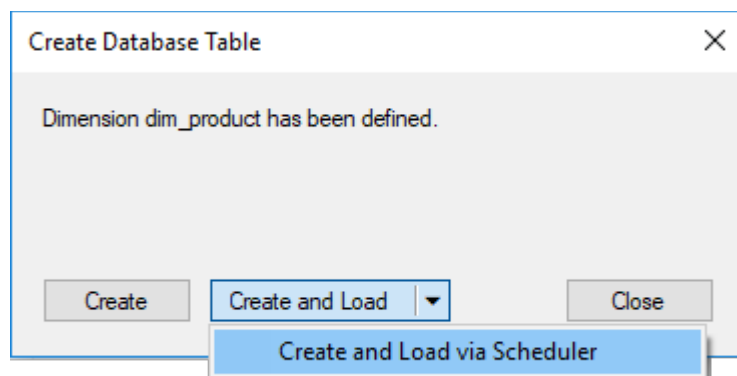 Create Database Table
Dimension dim_product has been defined.
Create Create and Load Close
Create and Load via Scheduler